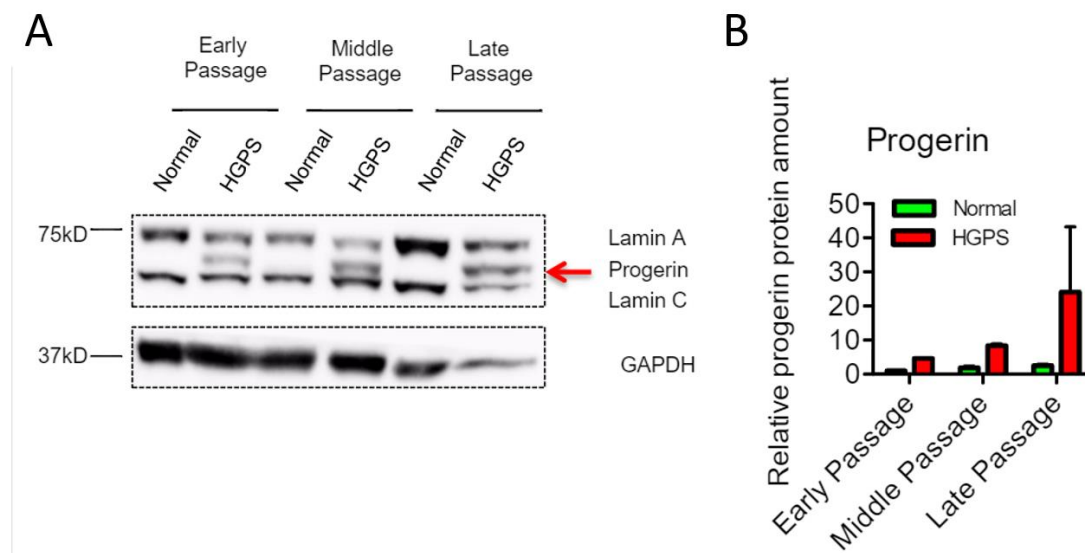 A
Early
Passage
Middle
Passage
Late
Passage
Normal
HGPS
Normal
HGPS
Normal
HGPS
75kD
Lamin A
Progerin
Lamin C
37kD
GAPDH
B
Progerin
Relative progerin protein amount
50
40
30
20
10
0
Normal
HGPS
Early Passage
Middle Passage
Late Passage